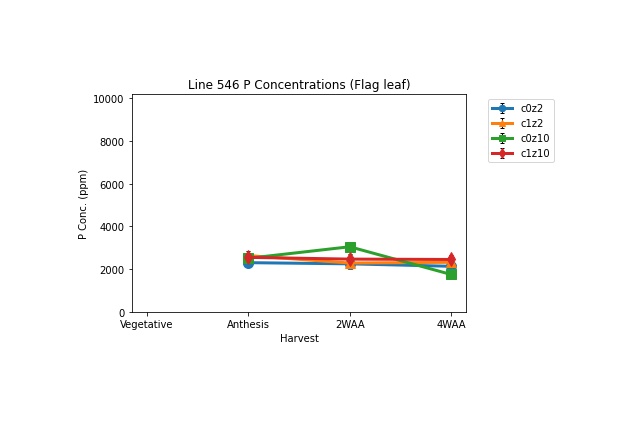 Line 546 P Concentrations (Flag leaf)
10000
8000
6000
4000
2000
0
P Conc. (ppm)
Vegetative
Anthesis
2WAA
4WAA
Harvest
c0z2
c1z2
c0z10
c1z10